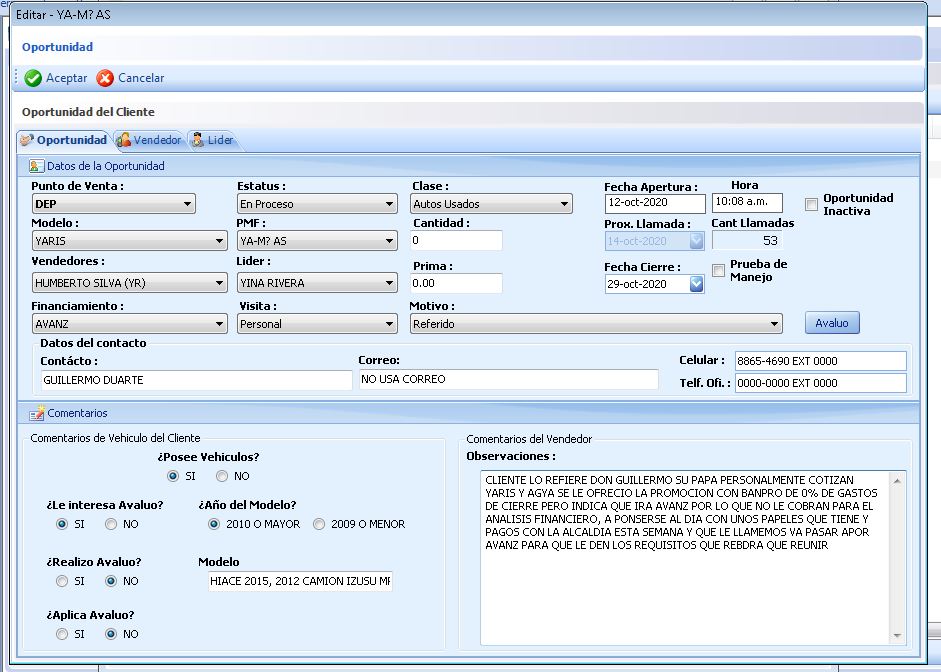 Editar - YA-M? AS
Oportunidad
Aceptar Cancelar
Oportunidad del Cliente
Oportunidad Vendedor Lider
Datos de la Oportunidad
Punto de Venta : Estatus : Clase : Fecha Apertura : Hora
DEP En Proceso Autos Usados 12-oct-2020 10:08 a.m. Oportunidad Inactiva
Modelo : PMF : Cantidad : Prox. Llamada : Cant Llamadas
YARIS YA-M? AS 0 14-oct-2020 53
Vendedores : Lider : Prima : Fecha Cierre : Prueba de Manejo
HUMBERTO SILVA (YR) YINA RIVERA 0.00 29-oct-2020
Financiamiento : Visita : Motivo :
AVANZ Personal Referido Avaluo
Datos del contacto
Contácto : Correo: Celular : 8865-4690 EXT 0000
GUILLERMO DUARTE NO USA CORREO Telf. Ofi. : 0000-0000 EXT 0000
Comentarios
Comentarios de Vehiculo del Cliente
¿Posee Vehiculos?
SI NO
¿Le interesa Avaluo? ¿Año del Modelo?
SI NO 2010 O MAYOR 2009 O MENOR
¿Realizo Avaluo? Modelo
SI NO HIACE 2015, 2012 CAMION IZUSU
¿Aplica Avaluo?
SI NO
Comentarios del Vendedor
Observaciones :
CLIENTE LO REFIERE DON GUILLERMO SU PAPA PERSONALMENTE COTIZAN
YARIS Y AGYA SE LE OFRECIO LA PROMOCION CON BANPRO DE 0% DE GASTOS
DE CIERRE PERO INDICA QUE IRA AVANZ POR LO QUE NO LE COBRAN PARA EL
ANALISIS FINANCIERO, A PONSERSE AL DIA CON UNOS PAPELES QUE TIENE Y
PAGOS CON LA ALCALDIA ESTA SEMANA Y QUE LE LLAMEMOS VA PASAR APOR
AVANZ PARA QUE LE DEN LOS REQUISITOS QUE REBDRA QUE REUNIR